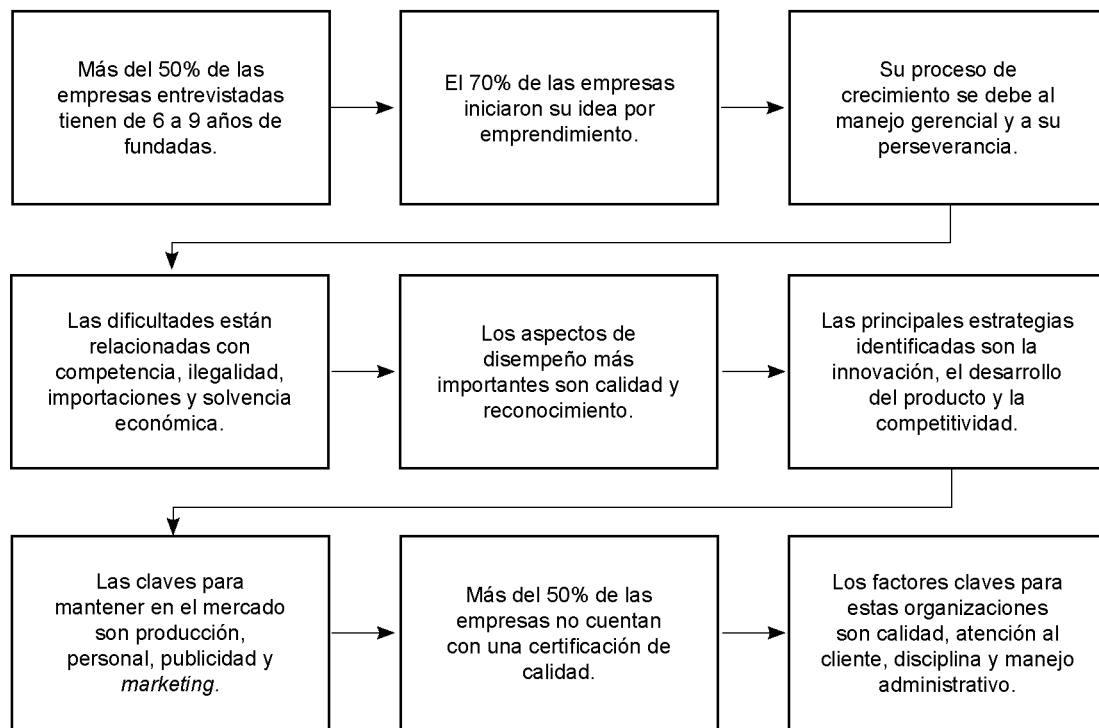 Más del 50% de las
empresas entrevistadas
tienen de 6 a 9 años de
fundadas.
El 70% de las empresas
iniciaron su idea por
emprendimiento.
Su proceso de
crecimiento se debe al
manejo gerencial y a su
perseverancia.
Las dificultades están
relacionadas con
competencia, ilegalidad,
importaciones y solvencia
económica.
Los aspectos de
disempeño más
importantes son calidad y
reconocimiento.
Las principales estrategias
identificadas son la
innovación, el desarrollo
del producto y la
competitividad.
Las claves para
mantener en el mercado
son producción,
personal, publicidad y
marketing.
Más del 50% de las
empresas no cuentan
con una certificación de
calidad.
Los factores claves para
estas organizaciones
son calidad, atención al
cliente, disciplina y manejo
administrativo.